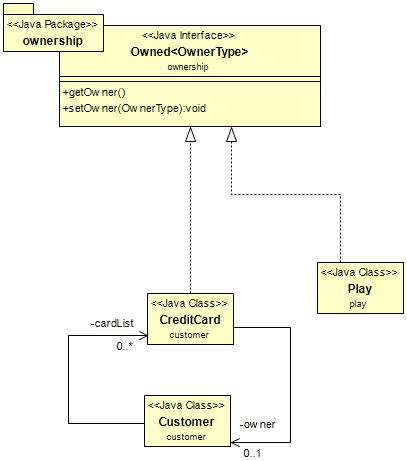 <<Java Package>>
ownership
<<Java Interface>>
Owned<OwnerType>
ownership
+getOwner()
+setOwner(OwnerType):void
<<Java Class>>
Play
play
<<Java Class>>
CreditCard
customer
-cardList
0..*
<<Java Class>>
Customer
customer
-owner
0..1